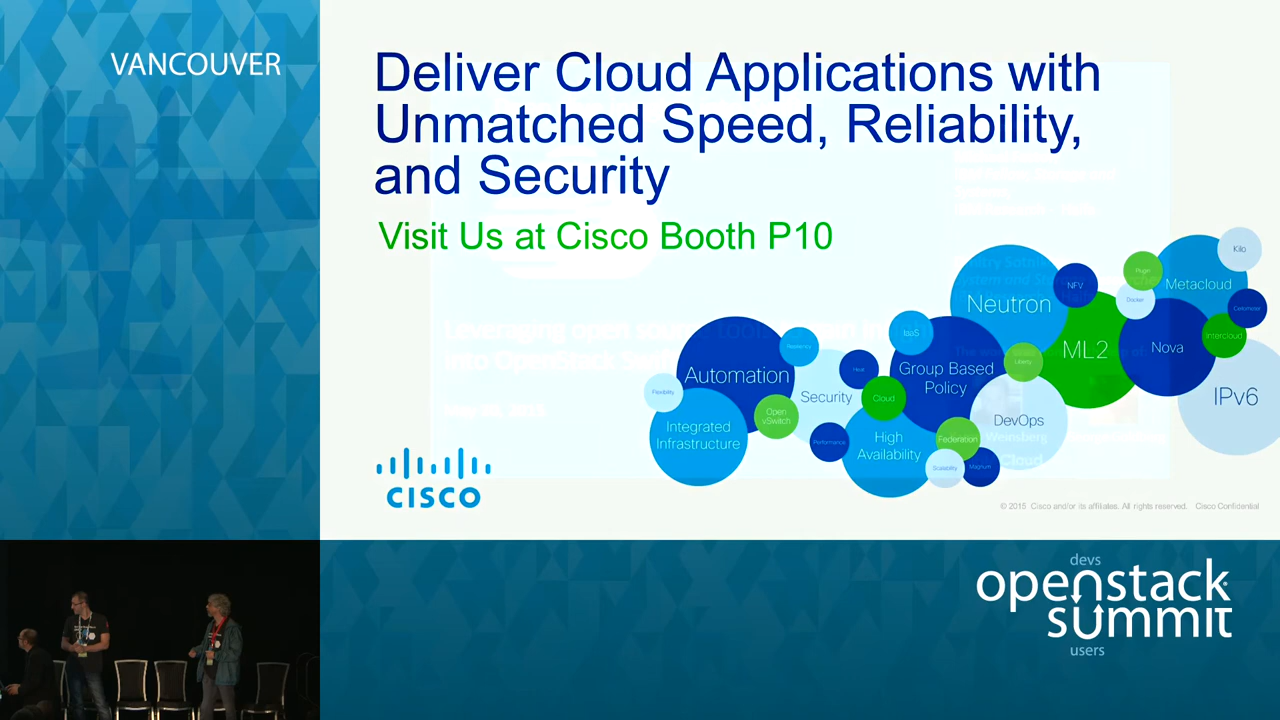 VANCOUVER
Deliver Cloud Applications with
Unmatched Speed, Reliability,
and Security
Visit Us at Cisco Booth P10
Kilo
Plugin
NFV
Metacloud
Neutron
Docker
IaaS
Intercloud
ML2
Nova
Group Based
Policy
Liberty
Automation
Heat
IPv6
Flexibility
Security
Cloud
Open
vSwitch
DevOps
Integrated
Infrastructure
Performance
High
Availability
Federation
Scalability
Magnum
CISCO
© 2015 Cisco and/or its affiliates. All rights reserved. Cisco Confidential
devs
openstack
summit
users